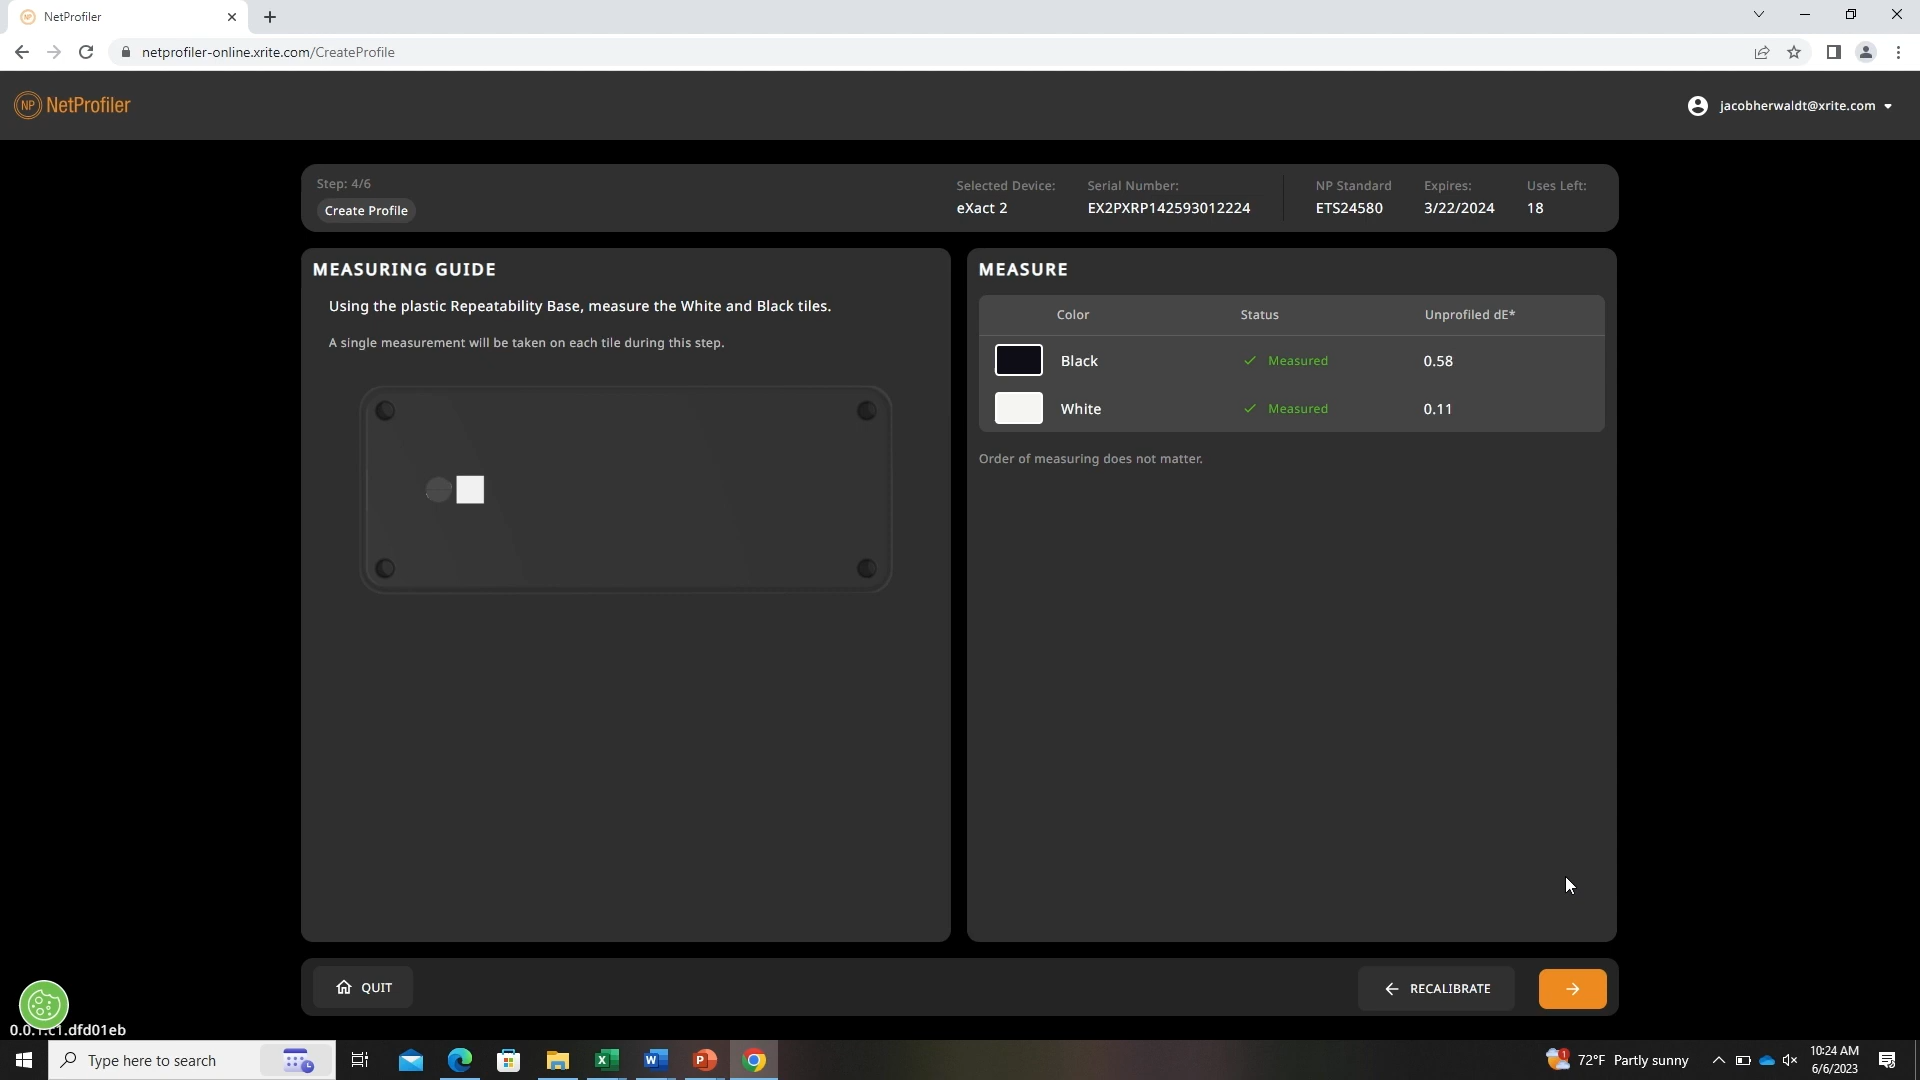 NetProfiler
netprofiler-online.xrite.com/CreateProfile
NP NetProfiler
jacobherwaldt@xrite.com
Step: 4/6
Create Profile
Selected Device:
eXact 2
Serial Number:
EX2PXRP142593012224
NP Standard
ETS24580
Expires:
3/22/2024
Uses Left:
18
MEASURING GUIDE
Using the plastic Repeatability Base, measure the White and Black tiles.
A single measurement will be taken on each tile during this step.
MEASURE
Color Status Unprofiled dE*
Black Measured 0.58
White Measured 0.11
Order of measuring does not matter.
QUIT
RECALIBRATE
Type here to search
72°F Partly sunny
10:24 AM
6/6/2023